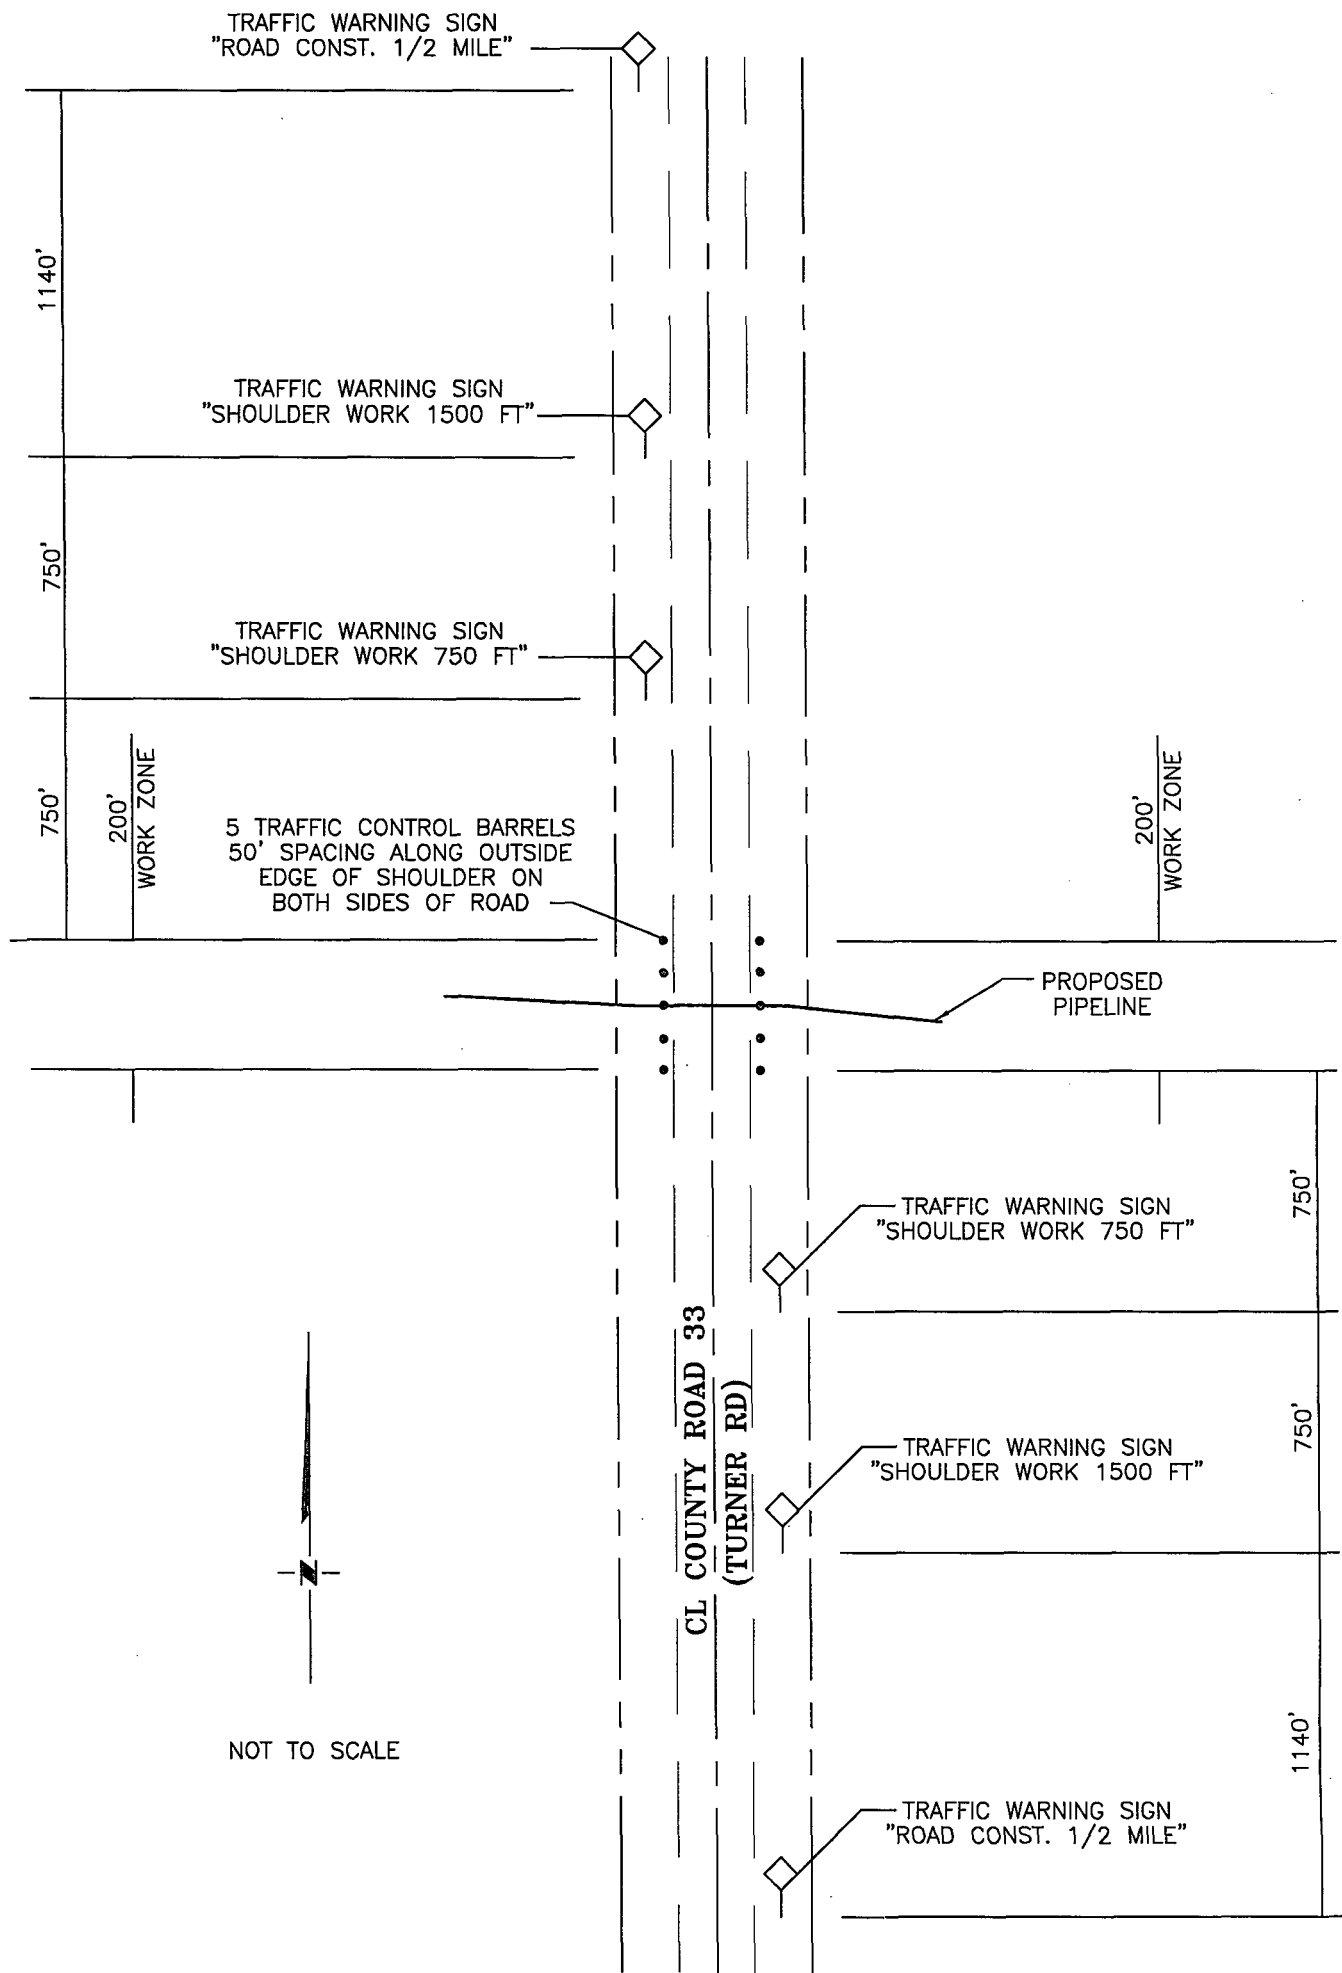 TRAFFIC WARNING SIGN
"ROAD CONST. 1/2 MILE"
1140'
TRAFFIC WARNING SIGN
"SHOULDER WORK 1500 FT"
750'
TRAFFIC WARNING SIGN
"SHOULDER WORK 750 FT"
750'
200'
WORK ZONE
5 TRAFFIC CONTROL BARRELS
50' SPACING ALONG OUTSIDE
EDGE OF SHOULDER ON
BOTH SIDES OF ROAD
200'
WORK ZONE
PROPOSED
PIPELINE
TRAFFIC WARNING SIGN
"SHOULDER WORK 750 FT"
750'
CL COUNTY ROAD 33
(TURNER RD)
TRAFFIC WARNING SIGN
"SHOULDER WORK 1500 FT"
750'
N
NOT TO SCALE
TRAFFIC WARNING SIGN
"ROAD CONST. 1/2 MILE"
1140'